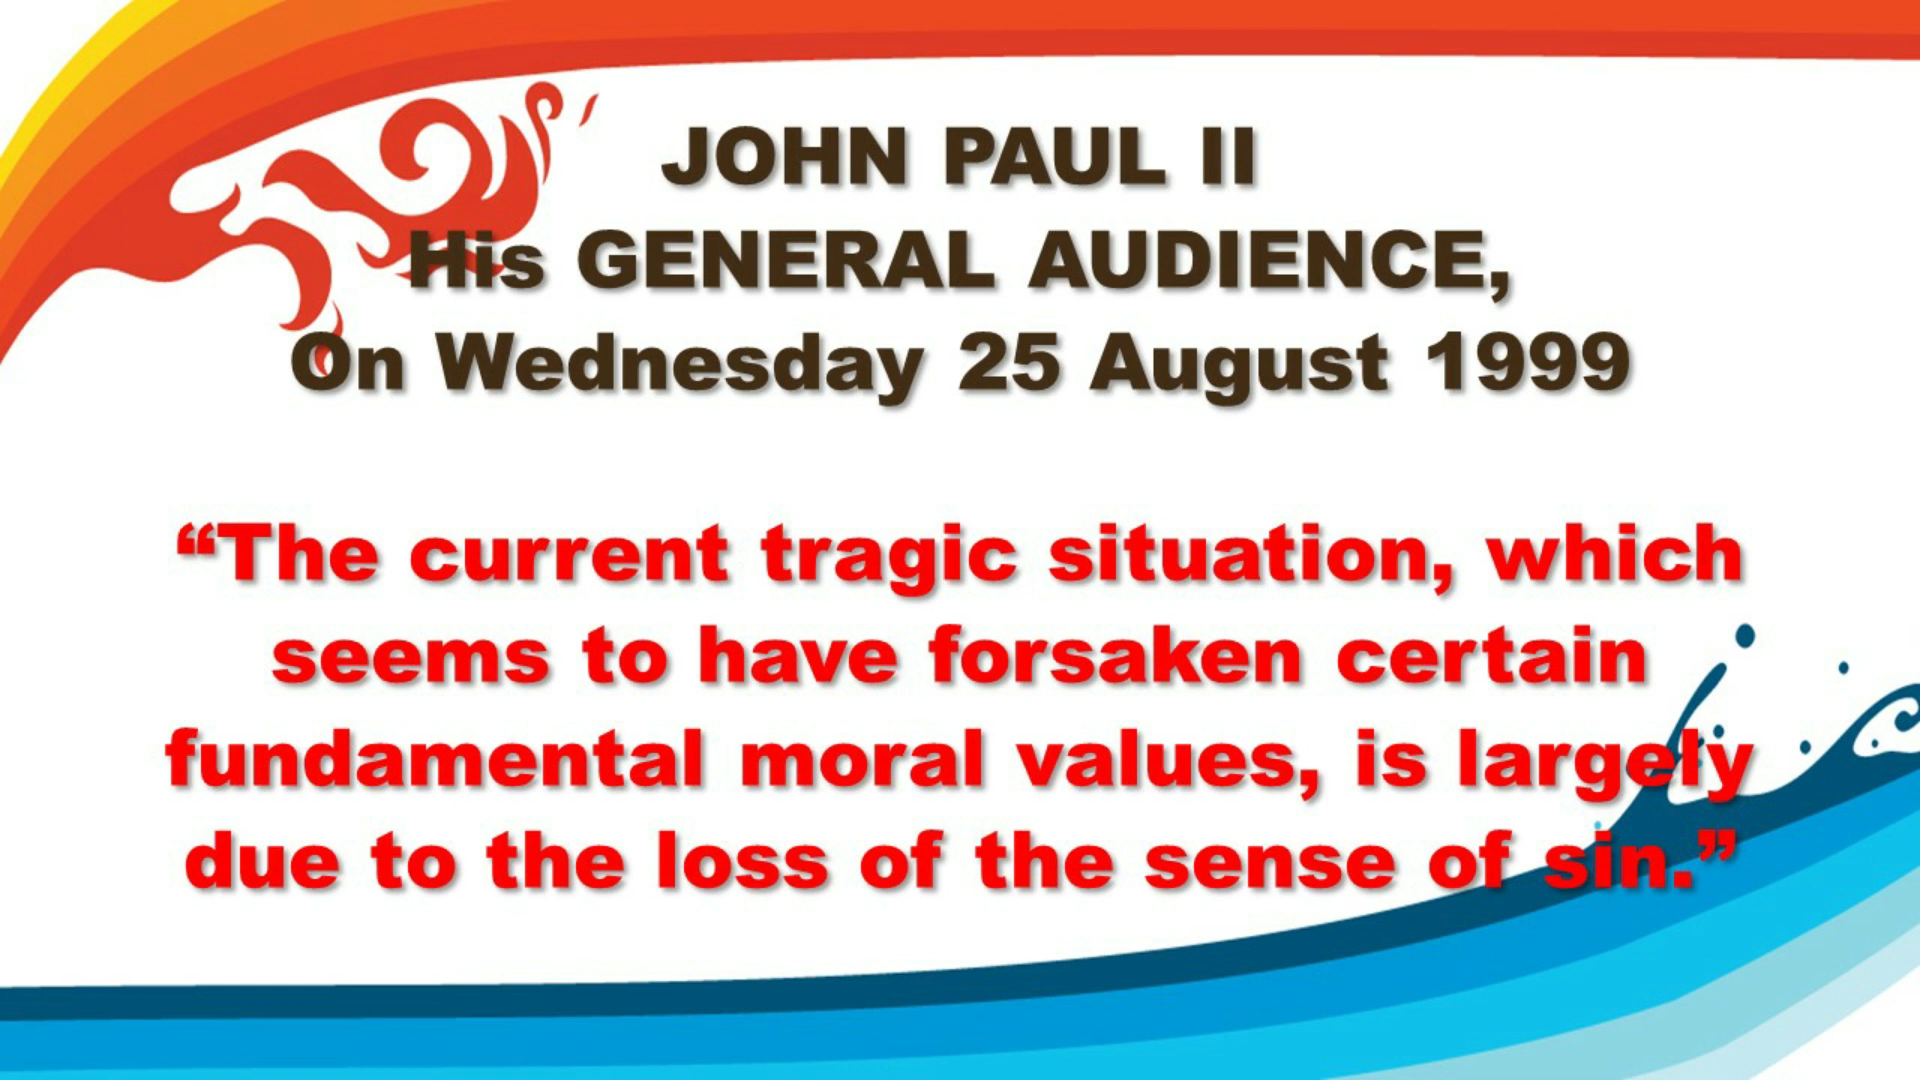 JOHN PAUL II
His GENERAL AUDIENCE,
On Wednesday 25 August 1999
“The current tragic situation, which
seems to have forsaken certain
fundamental moral values, is largely
due to the loss of the sense of sin.”